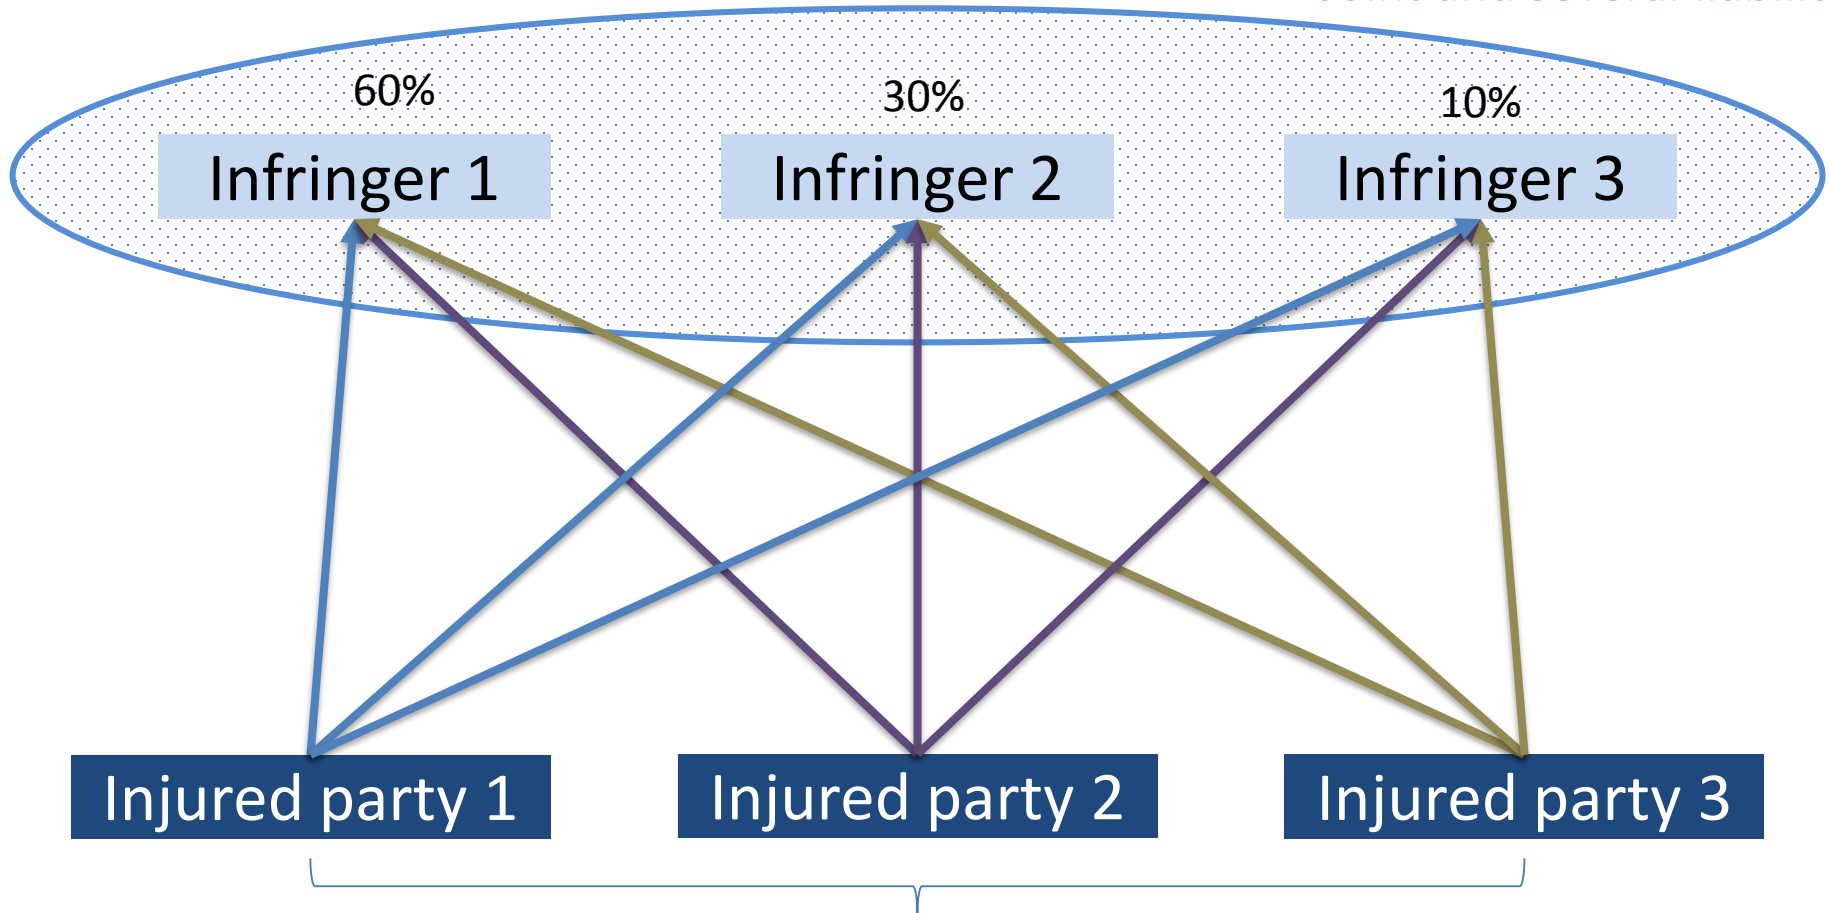 60%
30%
10%
Infringer 1
Infringer 2
Infringer 3
Injured party 1
Injured party 2
Injured party 3